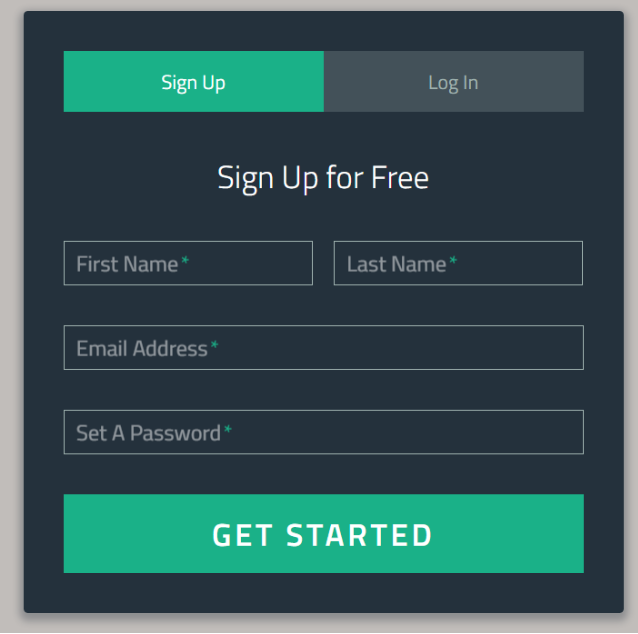 Sign Up Log In
Sign Up for Free
First Name* Last Name*
Email Address*
Set A Password*
GET STARTED